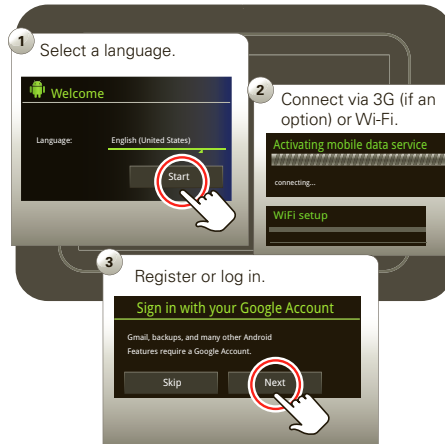 1
Select a language.
Welcome
Language: English (United States)
Start
2
Connect via 3G (if an
option) or Wi-Fi.
Activating mobile data service
connecting...
WiFi setup
3
Register or log in.
Sign in with your Google Account
Gmail, backups, and many other Android
Features require a Google Account.
Skip Next